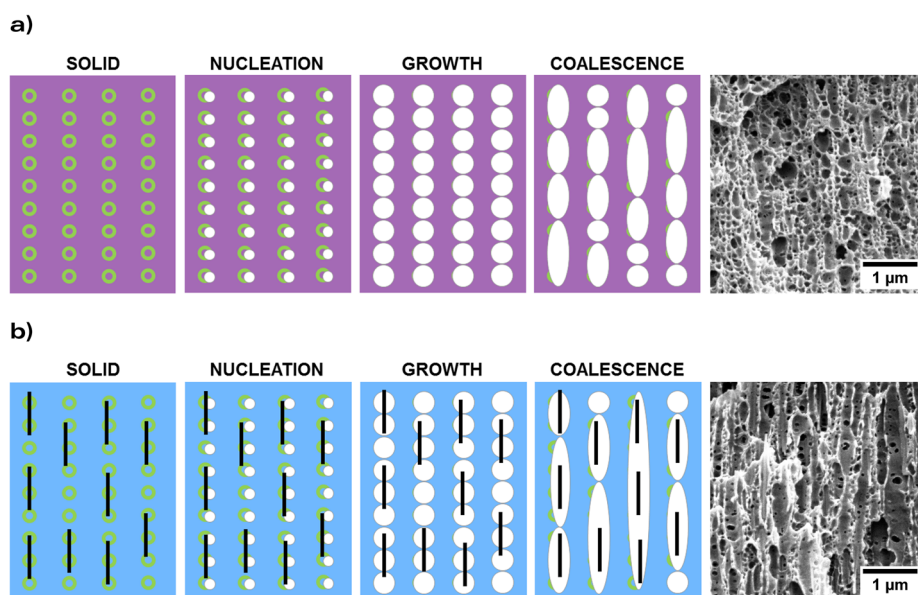 a)
SOLID NUCLEATION GROWTH COALESCENCE
1 µm
b)
SOLID NUCLEATION GROWTH COALESCENCE
1 µm